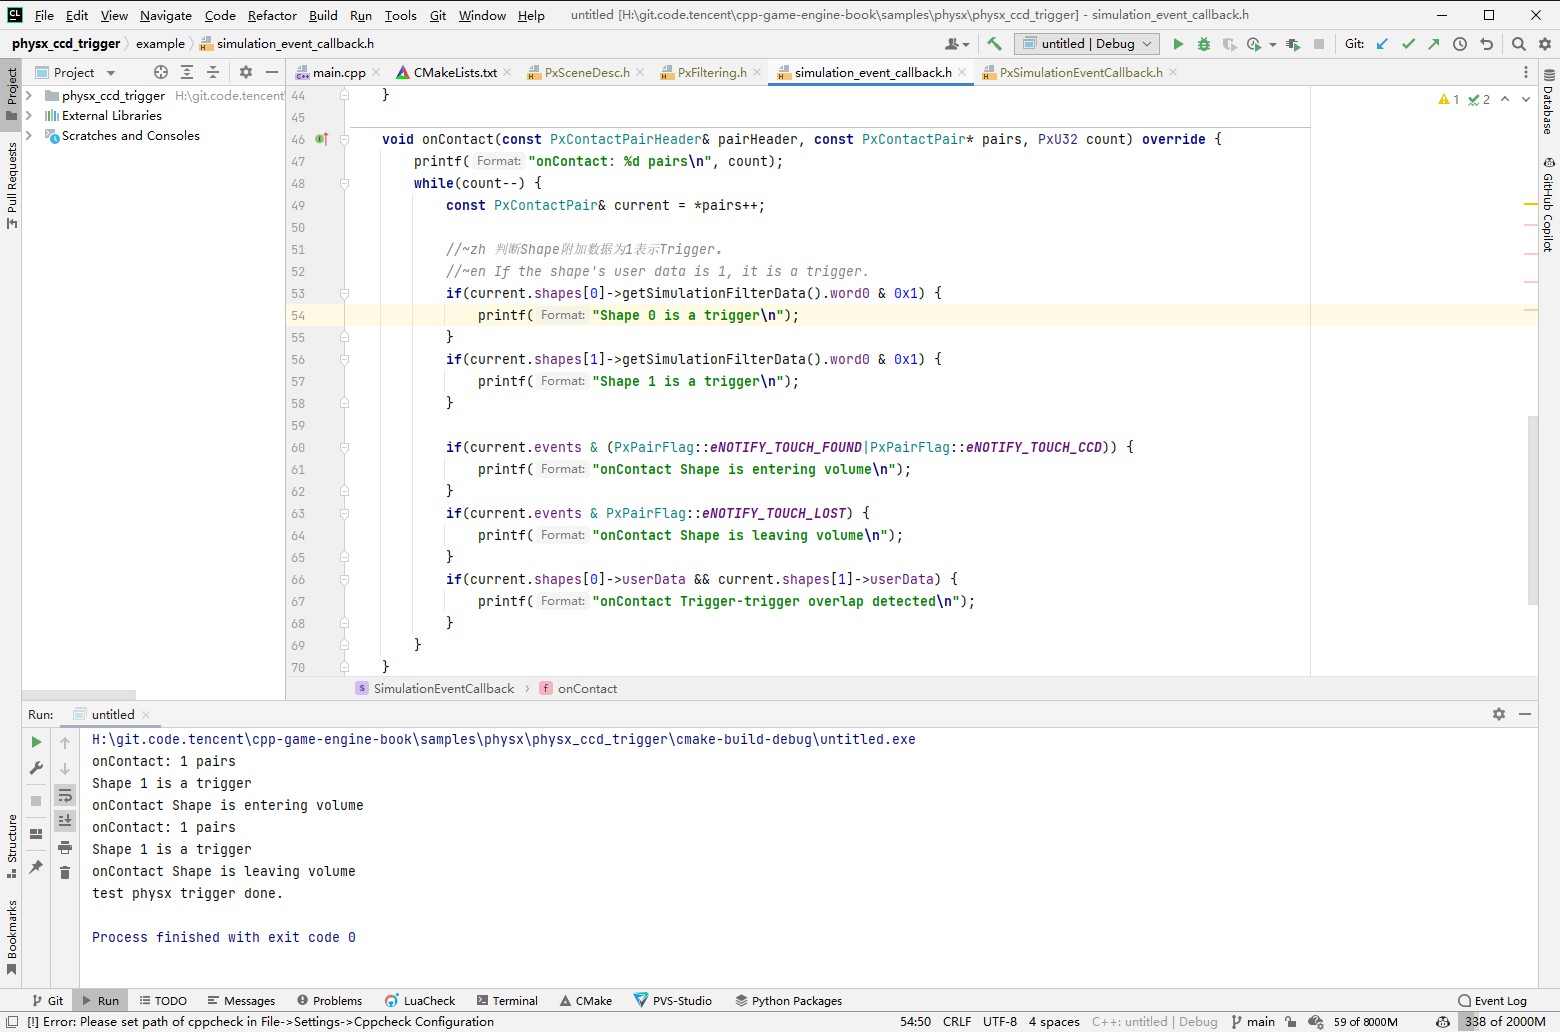 File Edit View Navigate Code Refactor Build Run Tools Git Window Help untitled [H:\git.code.tencent\cpp-game-engine-book\samples\physx\physx_ccd_trigger] - simulation_event_callback.h
physx_ccd_trigger example simulation_event_callback.h untitled | Debug Git:
Project main.cpp CMakeLists.txt PxSceneDesc.h PxFiltering.h simulation_event_callback.h PxSimulationEventCallback.h
physx_ccd_trigger H:\git.code.tencent
External Libraries
Scratches and Consoles
Project
Pull Requests
Structure
Bookmarks
Database
GitHub Copilot
1 2
44 }
45
46 void onContact(const PxContactPairHeader& pairHeader, const PxContactPair* pairs, PxU32 count) override {
47 printf( Format: "onContact: %d pairs\n", count);
48 while(count--) {
49 const PxContactPair& current = *pairs++;
50
51 //~zh 判断Shape附加数据为1表示Trigger.
52 //~en If the shape's user data is 1, it is a trigger.
53 if(current.shapes[0]->getSimulationFilterData().word0 & 0x1) {
54 printf( Format: "Shape 0 is a trigger\n");
55 }
56 if(current.shapes[1]->getSimulationFilterData().word0 & 0x1) {
57 printf( Format: "Shape 1 is a trigger\n");
58 }
59
60 if(current.events & (PxPairFlag::eNOTIFY_TOUCH_FOUND|PxPairFlag::eNOTIFY_TOUCH_CCD)) {
61 printf( Format: "onContact Shape is entering volume\n");
62 }
63 if(current.events & PxPairFlag::eNOTIFY_TOUCH_LOST) {
64 printf( Format: "onContact Shape is leaving volume\n");
65 }
66 if(current.shapes[0]->userData && current.shapes[1]->userData) {
67 printf( Format: "onContact Trigger-trigger overlap detected\n");
68 }
69 }
70 }
SimulationEventCallback onContact
Run: untitled
H:\git.code.tencent\cpp-game-engine-book\samples\physx\physx_ccd_trigger\cmake-build-debug\untitled.exe
onContact: 1 pairs
Shape 1 is a trigger
onContact Shape is entering volume
onContact: 1 pairs
Shape 1 is a trigger
onContact Shape is leaving volume
test physx trigger done.
Process finished with exit code 0
Git Run TODO Messages Problems LuaCheck Terminal CMake PVS-Studio Python Packages Event Log
[!] Error: Please set path of cppcheck in File->Settings->Cppcheck Configuration 54:50 CRLF UTF-8 4 spaces C++: untitled | Debug main 59 of 8000M 338 of 2000M